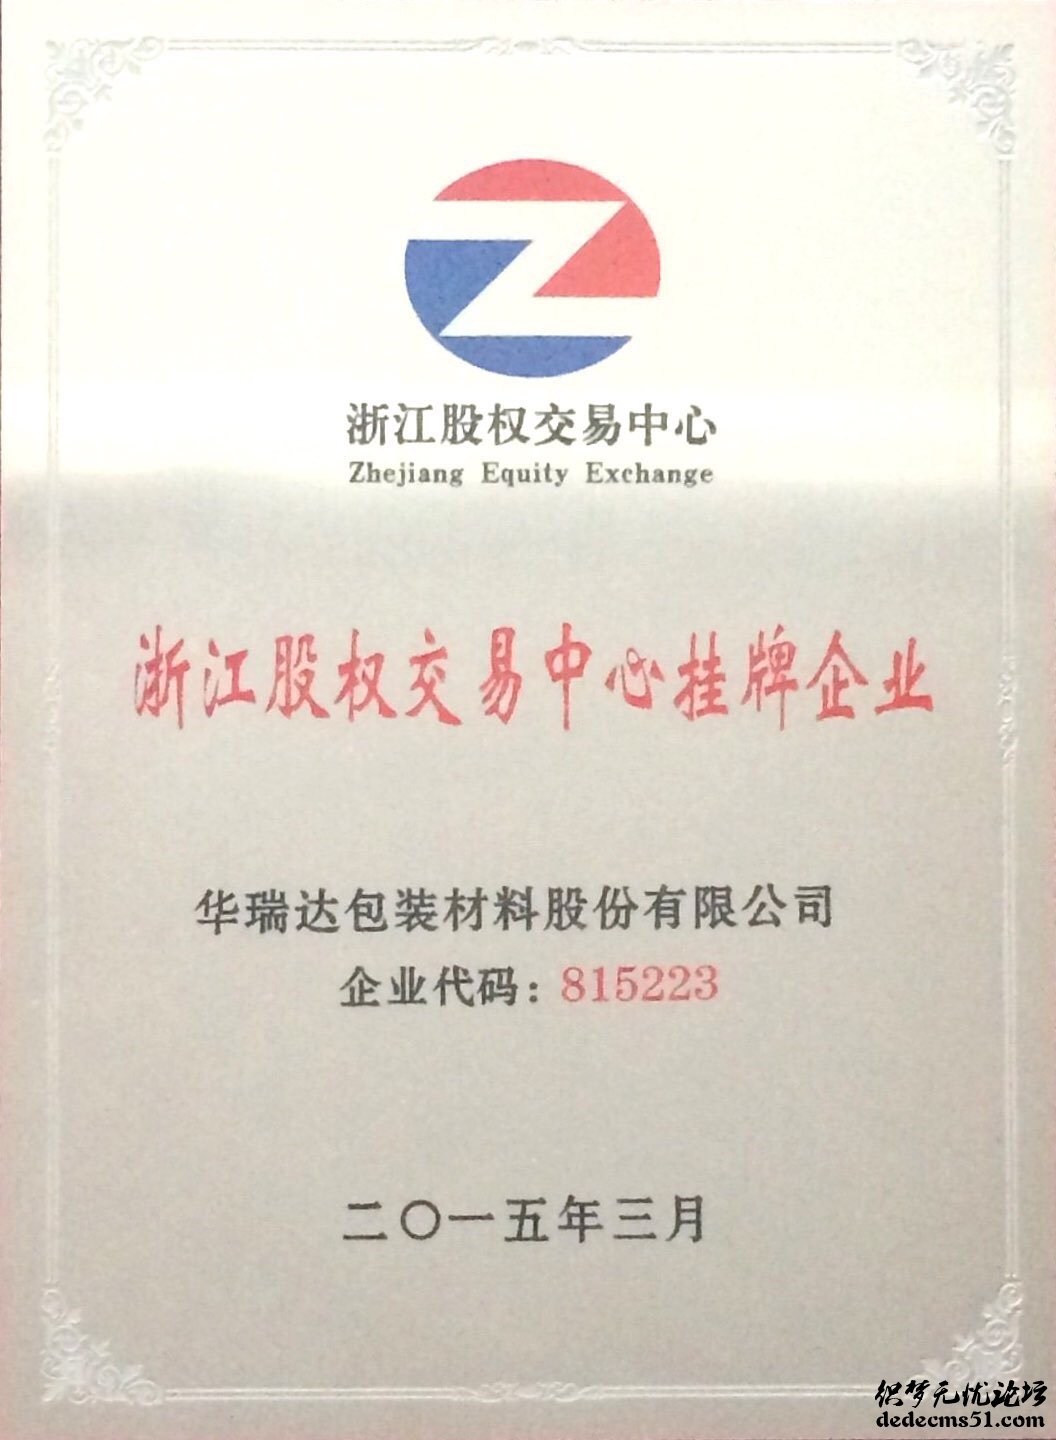 浙江股权交易中心
Zhejiang Equity Exchange
浙江股权交易中心挂牌企业
华瑞达包装材料股份有限公司
企业代码：815223
二〇一五年三月
织梦无忧论坛
dedecms51.com